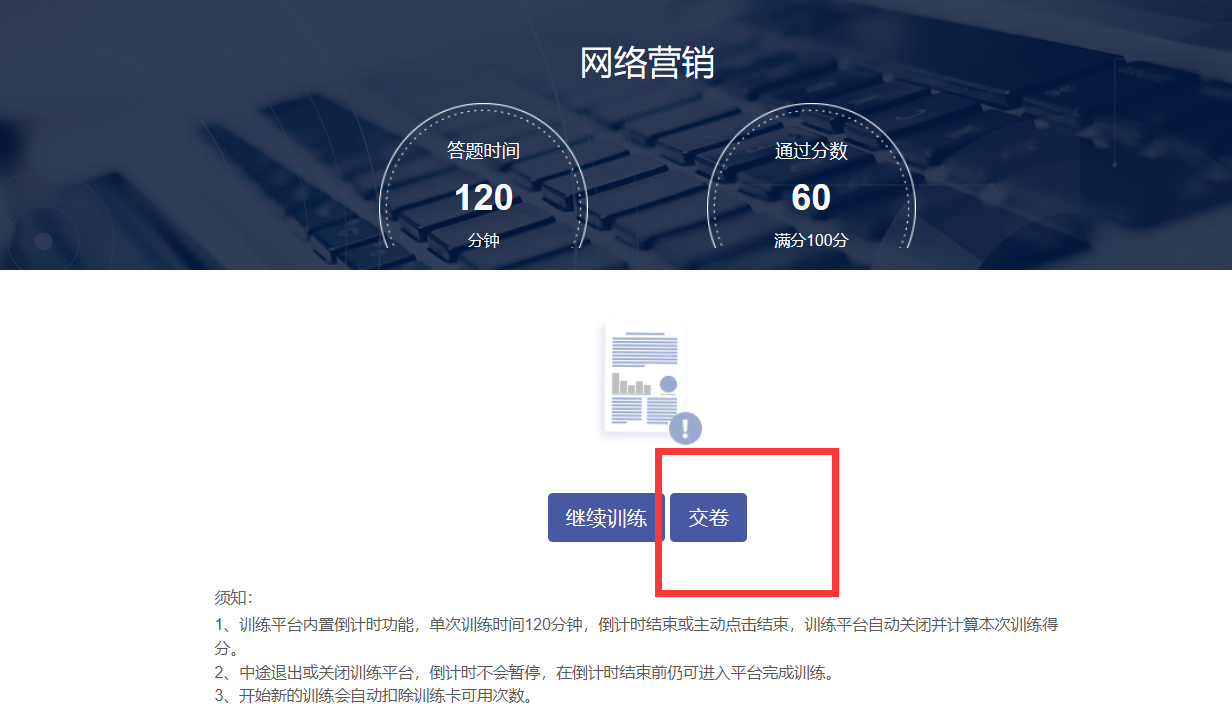 网络营销
答题时间
120
分钟
通过分数
60
满分100分
继续训练
交卷
须知：
1、训练平台内置倒计时功能，单次训练时间120分钟，倒计时结束或主动点击结束，训练平台自动关闭并计算本次训练得
分。
2、中途退出或关闭训练平台，倒计时不会暂停，在倒计时结束前仍可进入平台完成训练。
3、开始新的训练会自动扣除训练卡可用次数。